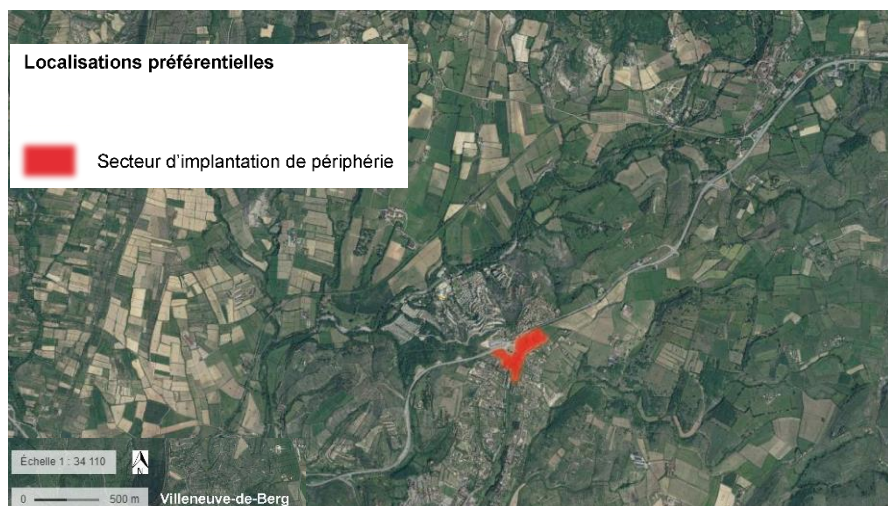 Localisations préférentielles
Secteur d'implantation de périphérie
Échelle 1 : 34 110
N
0 500 m
Villeneuve-de-Berg